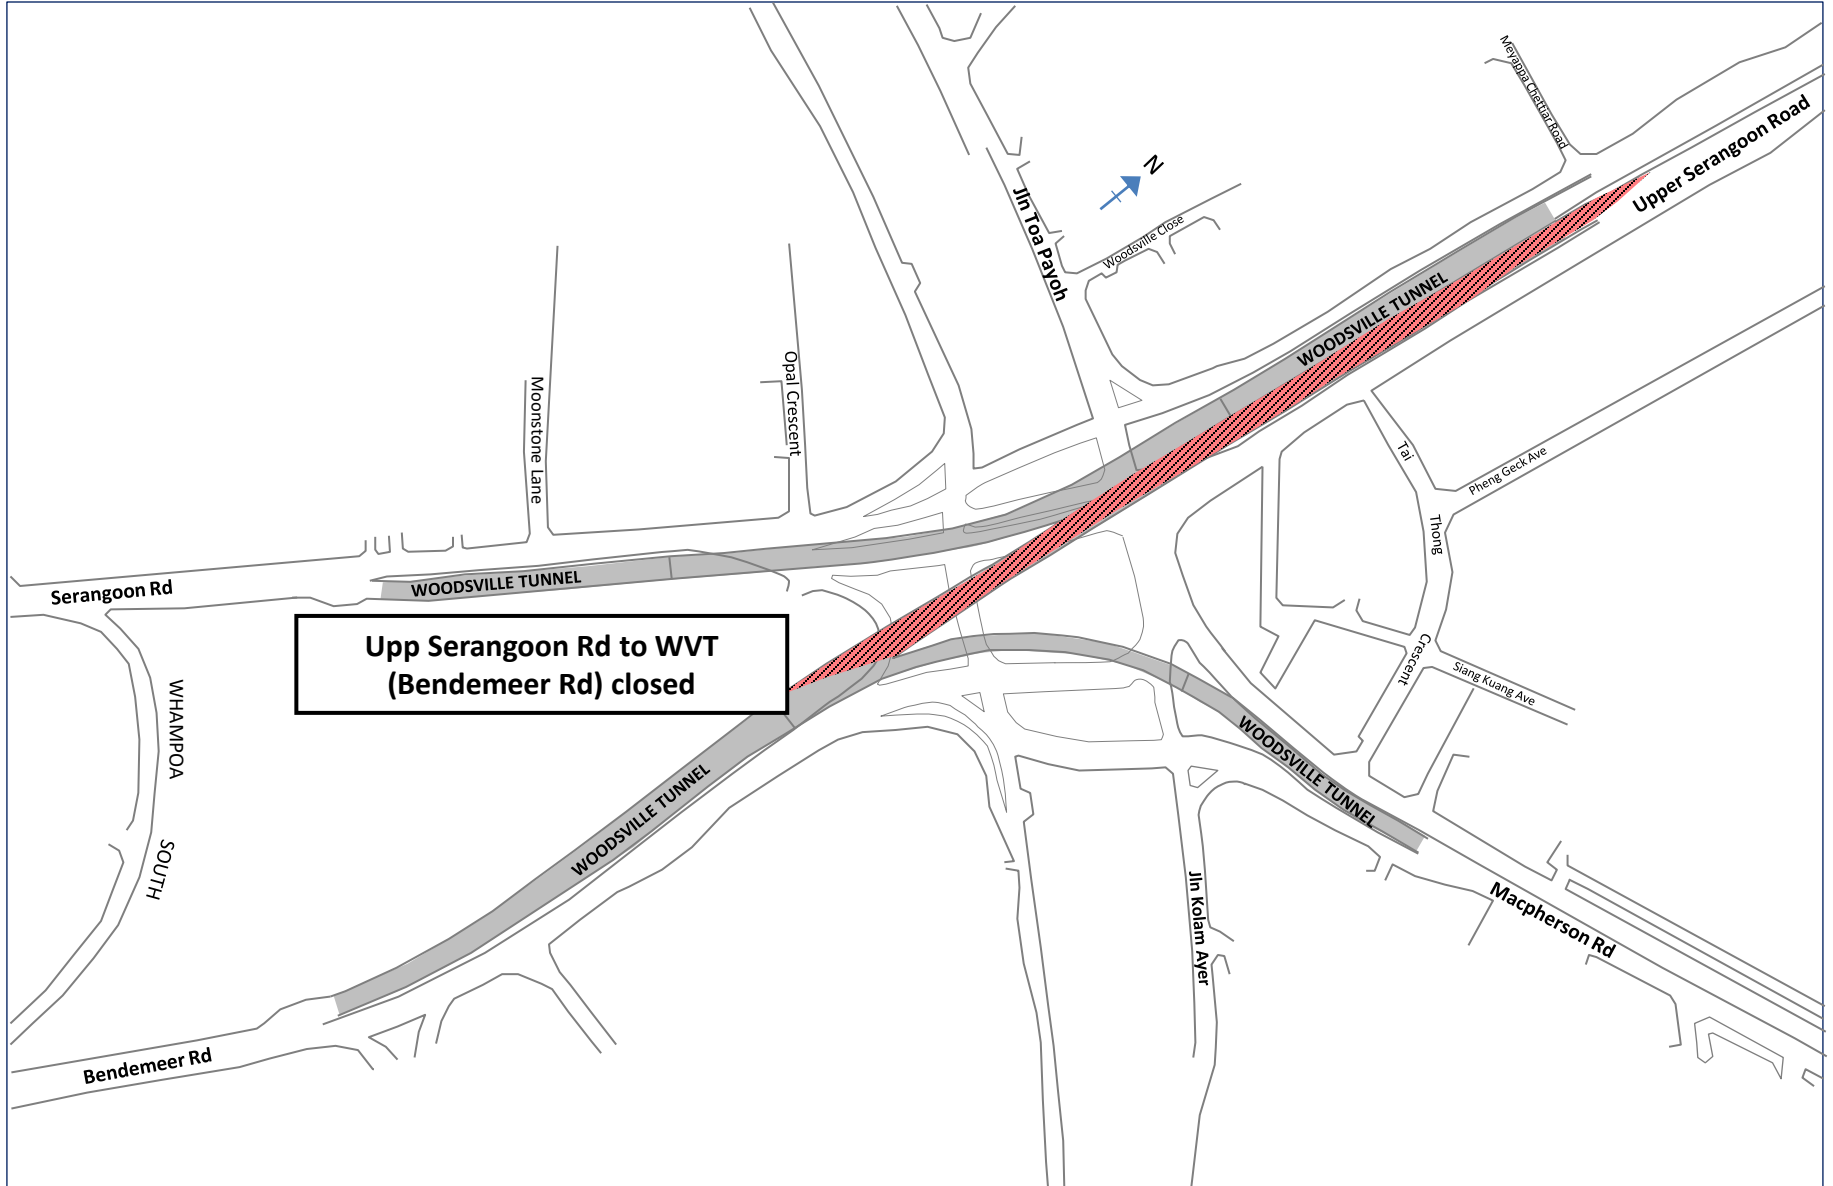 Meyappa Chettiar Road
Upper Serangoon Road
N
Jln Toa Payoh
Woodsville Close
WOODSVILLE TUNNEL
Opal Crescent
Moonstone Lane
Tai
Thong
Crescent
Pheng Geck Ave
Siang Kuang Ave
Serangoon Rd
WOODSVILLE TUNNEL
Upp Serangoon Rd to WVT
(Bendemeer Rd) closed
WHAMPOA
SOUTH
WOODSVILLE TUNNEL
WOODSVILLE TUNNEL
Jln Kolam Ayer
Macpherson Rd
Bendemeer Rd